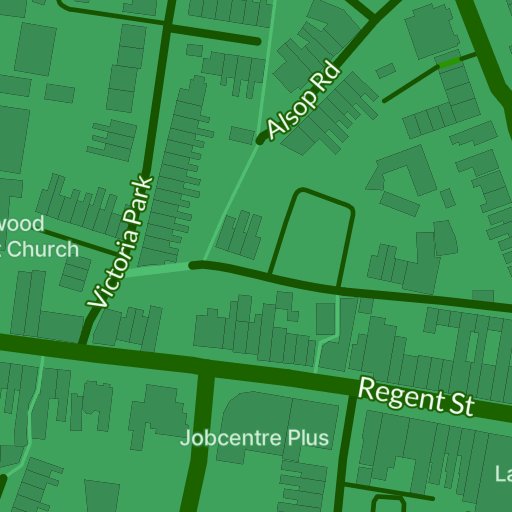 Alsop Rd
Victoria Park
wood
t Church
Regent St
Jobcentre Plus
La